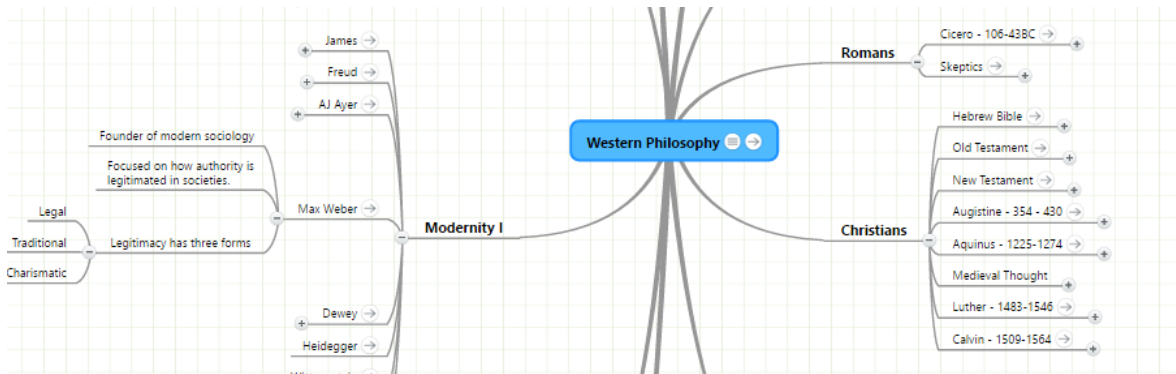 James
Freud
AJ Ayer
Founder of modern sociology
Focused on how authority is
legitimated in societies.
Max Weber
Legal
Traditional
Charismatic
Legitimacy has three forms
Modernity I
Dewey
Heidegger
Western Philosophy
Romans
Cicero - 106-43BC
Skeptics
Christians
Hebrew Bible
Old Testament
New Testament
Augistine - 354 - 430
Aquinus - 1225-1274
Medieval Thought
Luther - 1483-1546
Calvin - 1509-1564